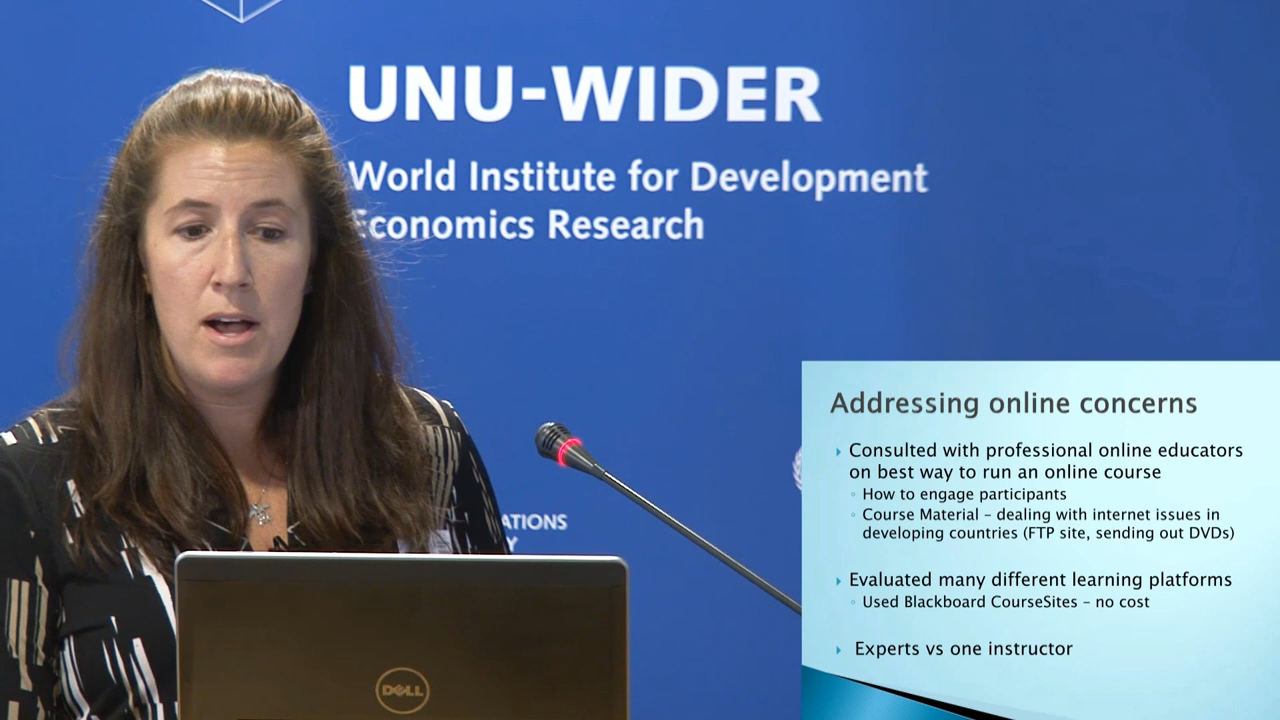 UNU-WIDER
World Institute for Development
Economics Research
ATIONS
Y
DELL
Addressing online concerns
Consulted with professional online educators
on best way to run an online course
How to engage participants
Course Material – dealing with internet issues in
developing countries (FTP site, sending out DVDs)
Evaluated many different learning platforms
Used Blackboard CourseSites – no cost
Experts vs one instructor